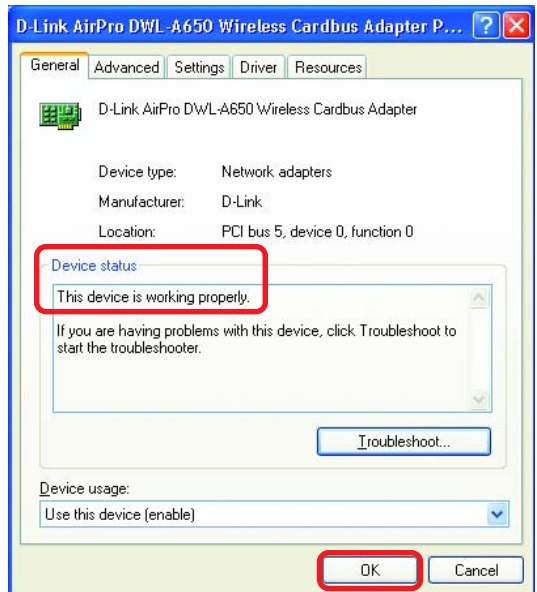 D-Link AirPro DWL-A650 Wireless Cardbus Adapter P...
General Advanced Settings Driver Resources
D-Link AirPro DWL-A650 Wireless Cardbus Adapter
Device type: Network adapters
Manufacturer: D-Link
Location: PCI bus 5, device 0, function 0
Device status
This device is working properly.
If you are having problems with this device, click Troubleshoot to
start the troubleshooter.
Troubleshoot...
Device usage:
Use this device (enable)
OK Cancel